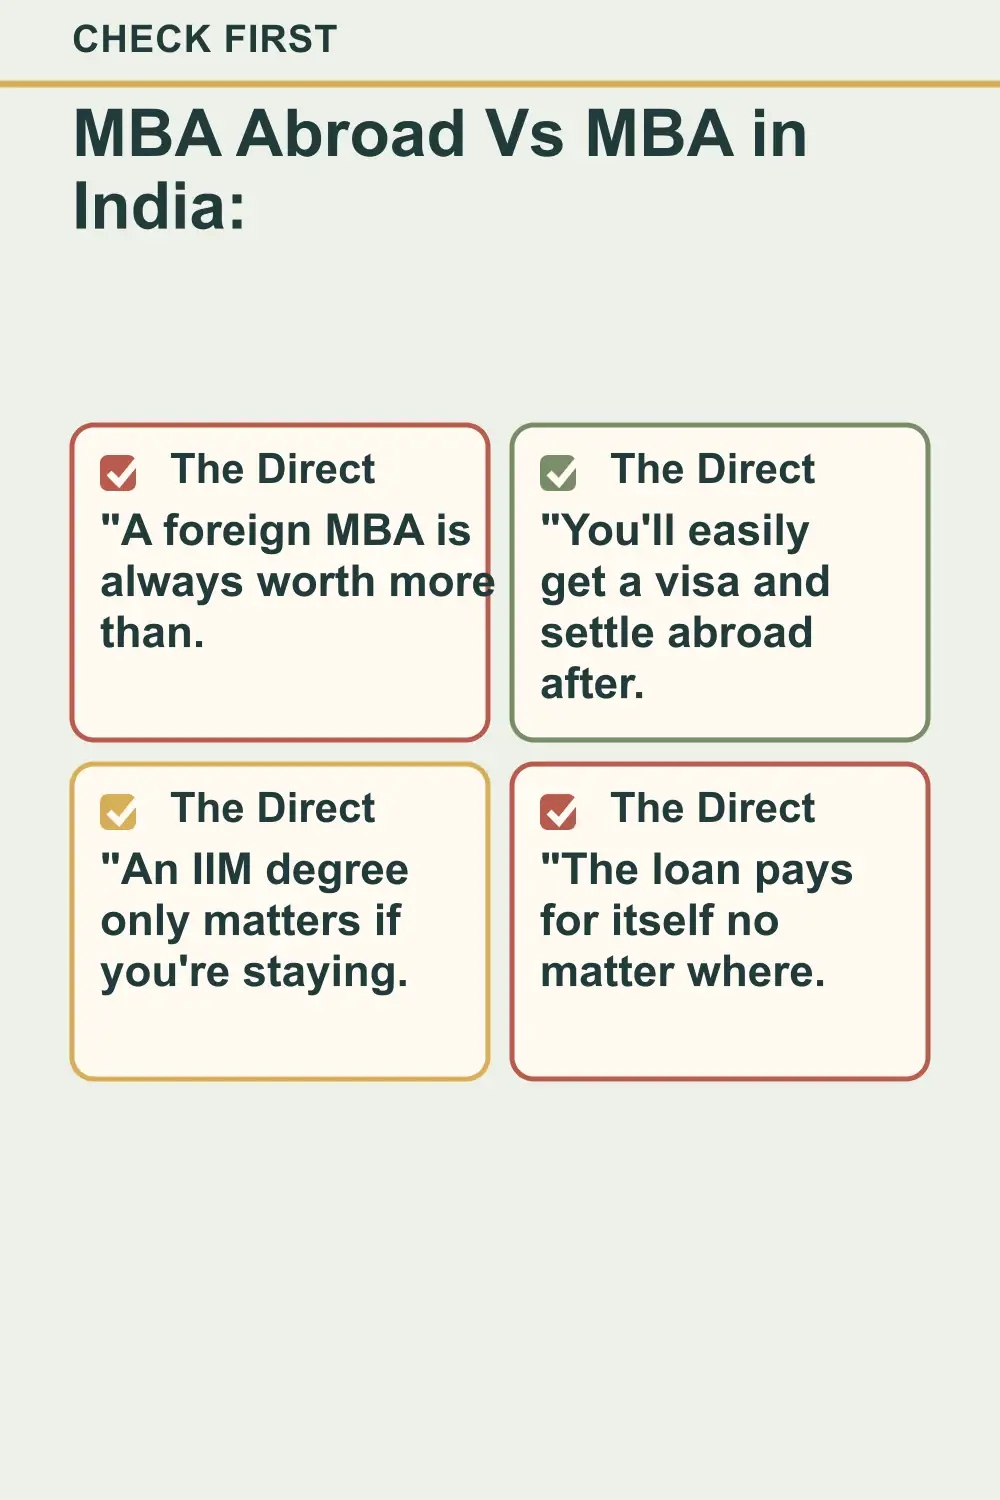 CHECK FIRST
MBA Abroad Vs MBA in
India:
The Direct
"A foreign MBA is
always worth more
than.
The Direct
"You'll easily
get a visa and
settle abroad
after.
The Direct
"An IIM degree
only matters if
you're staying.
The Direct
"The loan pays
for itself no
matter where.